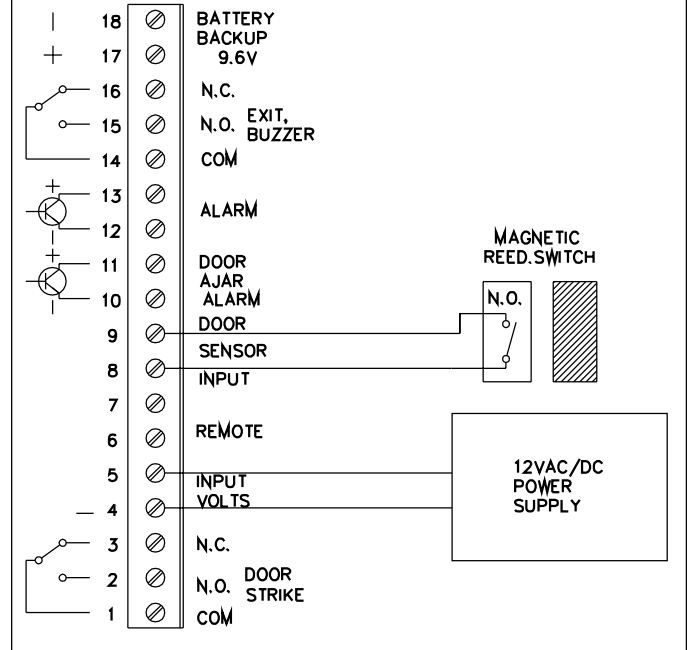 18 BATTERY
BACKUP
17 9.6V
16 N.C.
15 N.O. EXIT,
BUZZER
14 COM
13
ALARM
12
11 DOOR
AJAR
10 ALARM
9 DOOR
SENSOR
8 INPUT
7
6 REMOTE
5 INPUT
4 VOLTS
3 N.C.
2 N.O. DOOR
STRIKE
1 COM
MAGNETIC
REED.SWITCH
N.O.
12VAC/DC
POWER
SUPPLY